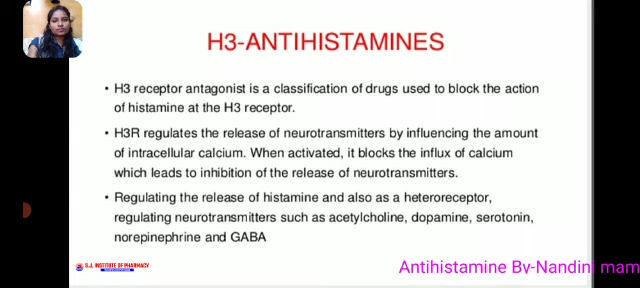 H3-ANTIHISTAMINES
• H3 receptor antagonist is a classification of drugs used to block the action
of histamine at the H3 receptor.
• H3R regulates the release of neurotransmitters by influencing the amount
of intracellular calcium. When activated, it blocks the influx of calcium
which leads to inhibition of the release of neurotransmitters.
• Regulating the release of histamine and also as a heteroreceptor,
regulating neurotransmitters such as acetylcholine, dopamine, serotonin,
norepinephrine and GABA
S.J. INSTITUTE OF PHARMACY
Antihistamine By-Nandini mam